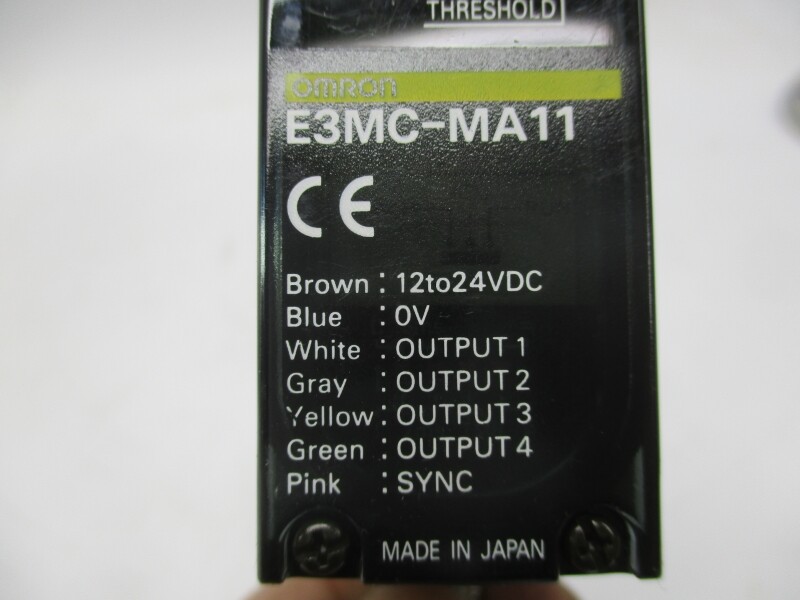 THRESHOLD
OMRON
E3MC-MA11
CE
Brown : 12to24VDC
Blue : 0V
White : OUTPUT 1
Gray : OUTPUT 2
Yellow : OUTPUT 3
Green : OUTPUT 4
Pink : SYNC
MADE IN JAPAN